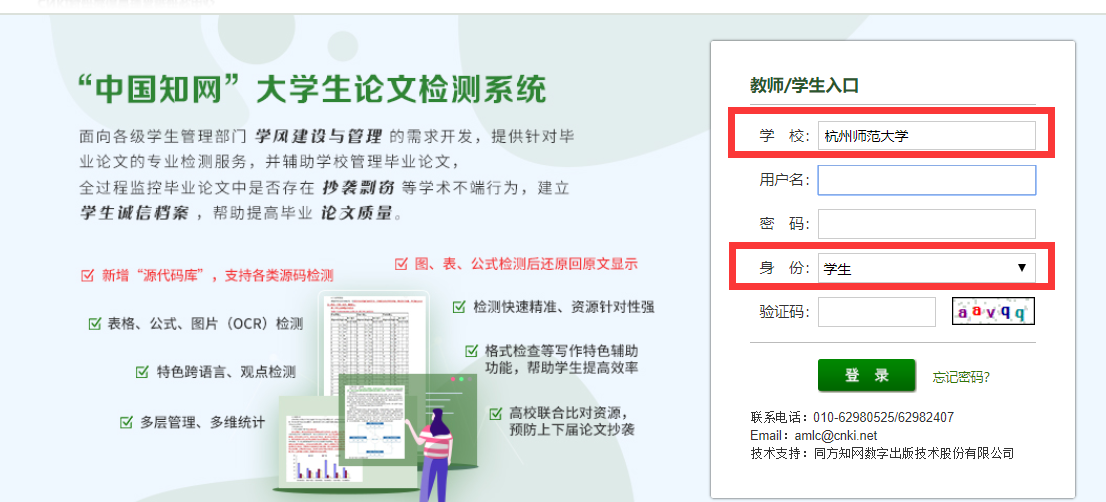 “中国知网”大学生论文检测系统
面向各级学生管理部门 学风建设与管理 的需求开发，提供针对毕
业论文的专业检测服务，并辅助学校管理毕业论文，
全过程监控毕业论文中是否存在 抄袭剽窃 等学术不端行为，建立
学生诚信档案 ，帮助提高毕业 论文质量。
新增“源代码库”，支持各类源码检测
图、表、公式检测后还原回原文显示
表格、公式、图片（OCR）检测
检测快速精准、资源针对性强
特色跨语言、观点检测
格式检查等写作特色辅助
功能，帮助学生提高效率
多层管理、多维统计
高校联合比对资源，
预防上下届论文抄袭
教师/学生入口
学 校： 杭州师范大学
用户名：
密 码：
身 份： 学生
验证码： aavqq
登 录 忘记密码?
联系电话：010-62980525/62982407
Email：amlc@cnki.net
技术支持：同方知网数字出版技术股份有限公司